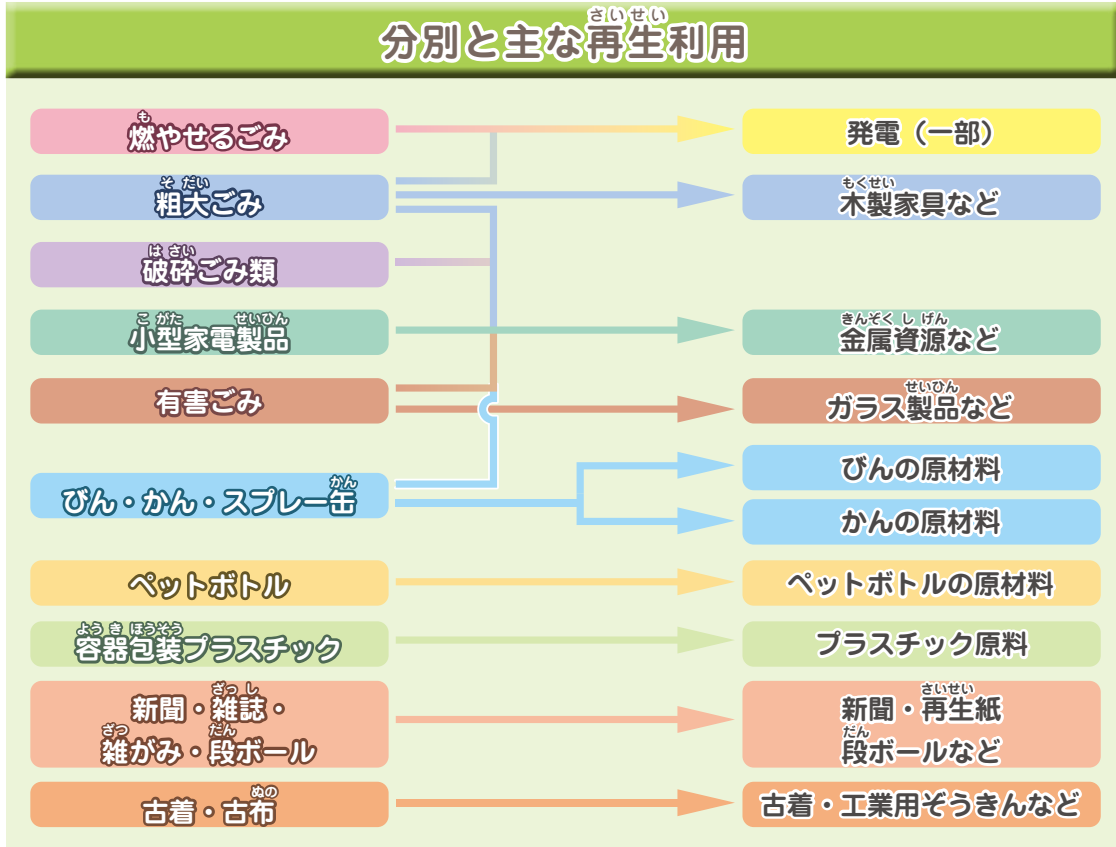 分別と主な再生利用
燃やせるごみ
発電（一部）
粗大ごみ
木製家具など
破砕ごみ類
小型家電製品
金属資源など
有害ごみ
ガラス製品など
びん・かん・スプレー缶
びんの原材料
かんの原材料
ペットボトル
ペットボトルの原材料
容器包装プラスチック
プラスチック原料
新聞・雑誌・
雑がみ・段ボール
新聞・再生紙
段ボールなど
古着・古布
古着・工業用ぞうきんなど